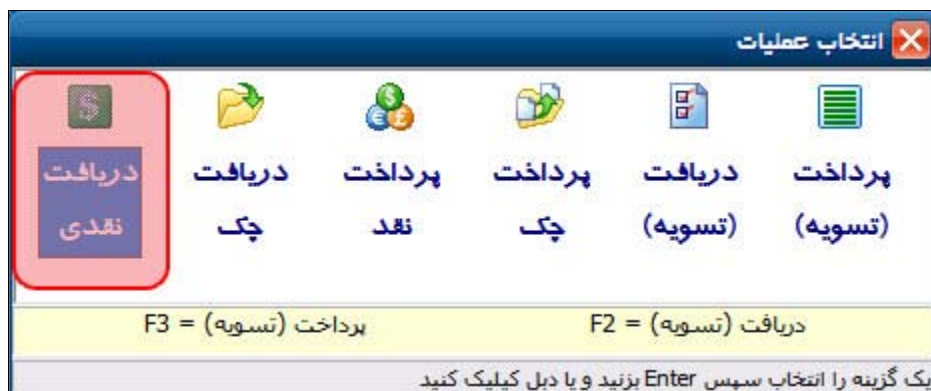 انتخاب عملیات
پرداخت (تسویه)
دریافت (تسویه)
پرداخت چک
پرداخت نقد
دریافت چک
دریافت نقدی
دریافت (تسویه) = F2
پرداخت (تسویه) = F3
یک گزینه را انتخاب سپس Enter بزنید و یا دبل کیلیک کنید